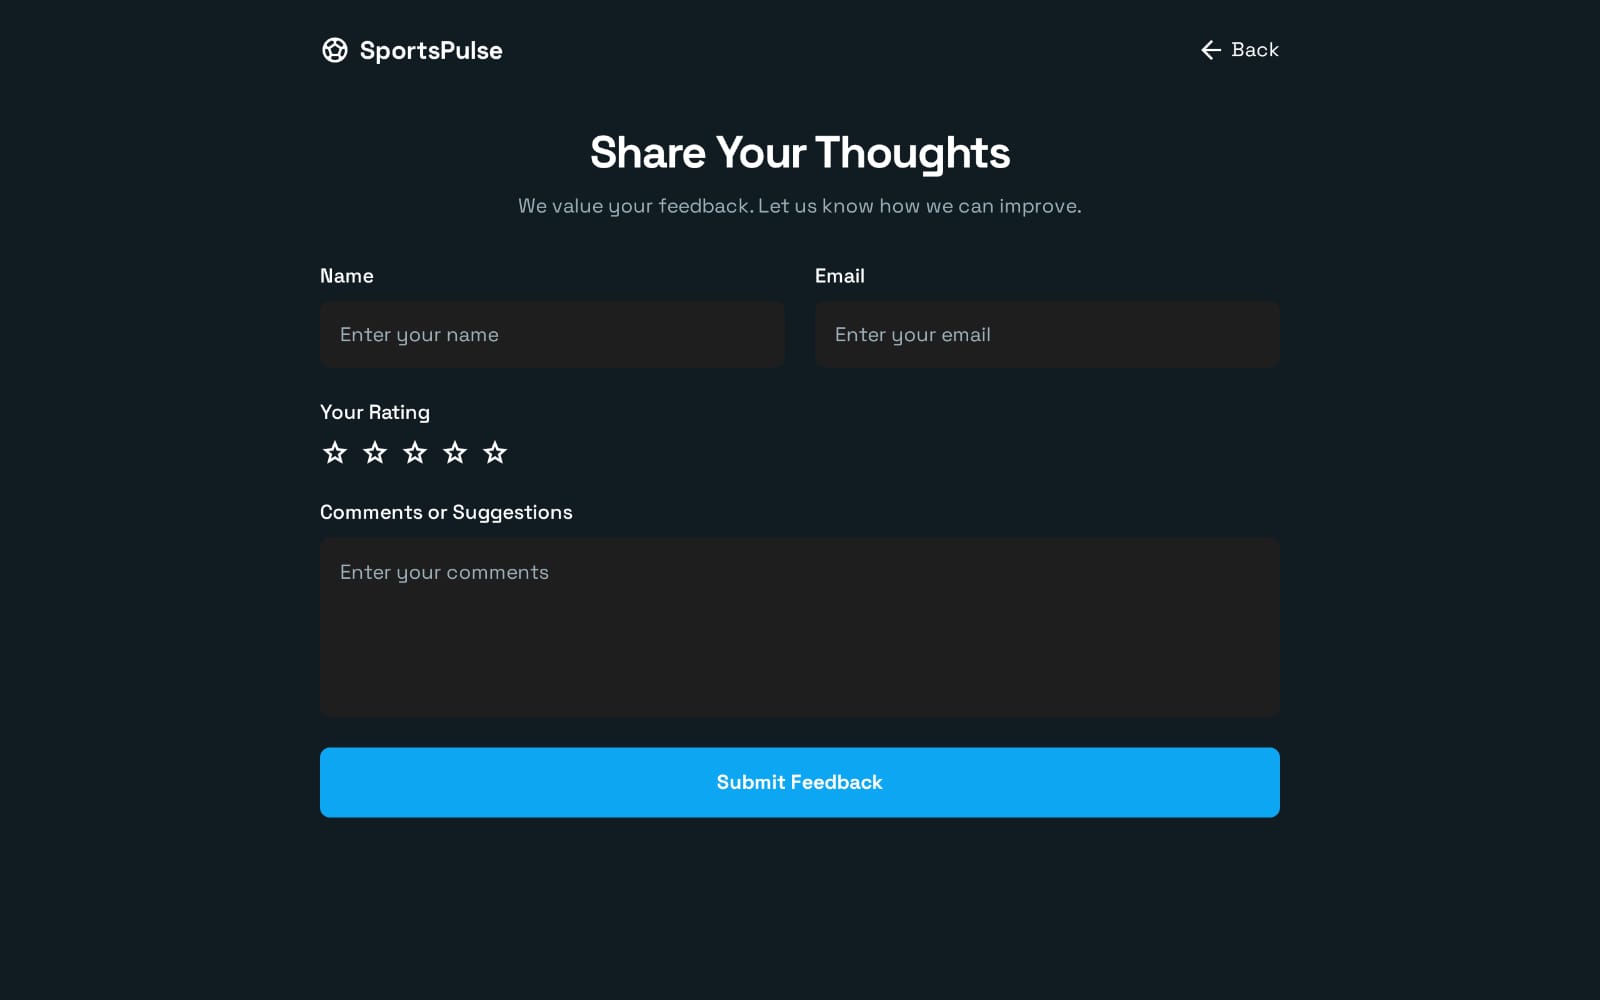 SportsPulse
Back
Share Your Thoughts
We value your feedback. Let us know how we can improve.
Name
Email
Enter your name
Enter your email
Your Rating
Comments or Suggestions
Enter your comments
Submit Feedback